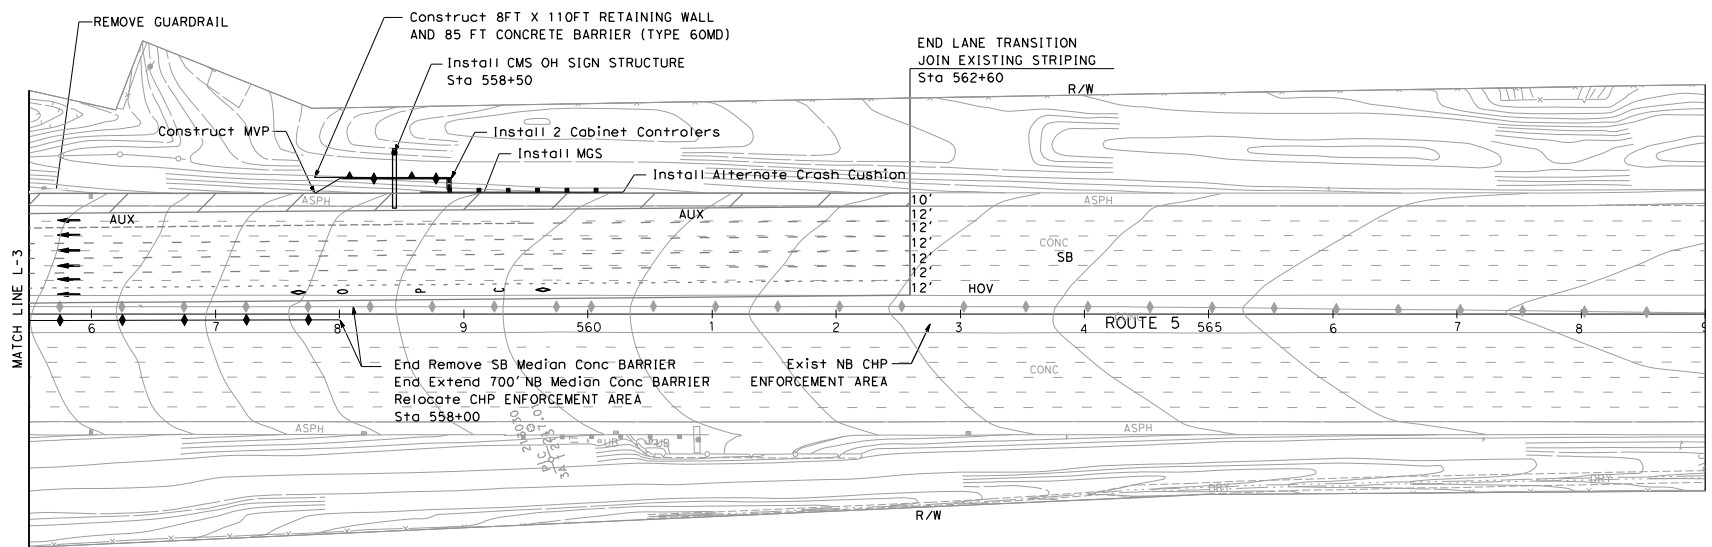 REMOVE GUARDRAIL
Construct 8FT X 110FT RETAINING WALL
AND 85 FT CONCRETE BARRIER (TYPE 60MD)
Install CMS OH SIGN STRUCTURE
Sta 558+50
END LANE TRANSITION
JOIN EXISTING STRIPING
Sta 562+60
R/W
Construct MVP
Install 2 Cabinet Controlers
Install MGS
Install Alternate Crash Cushion
ASPH
ASPH
10'
12'
12'
12'
12'
12'
12'
AUX
AUX
CONC
SB
HOV
O
P
C
MATCH LINE L-3
6
7
8
9
560
1
2
3
4
ROUTE 5
565
6
7
8
9
End Remove SB Median Conc BARRIER
End Extend 700' NB Median Conc BARRIER
Relocate CHP ENFORCEMENT AREA
Sta 558+00
Exist NB CHP
ENFORCEMENT AREA
CONC
ASPH
ASPH
R/W